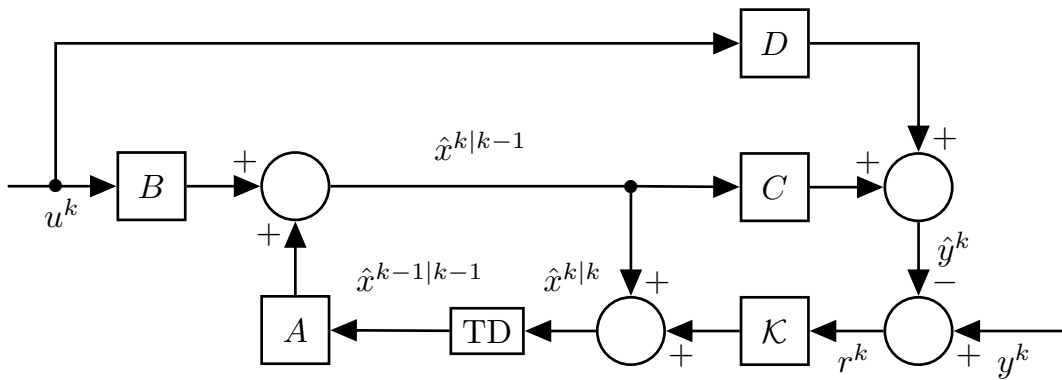 D
+
x̂^{k|k−1}
+ +
B C
u^k
+ ŷ^k
x̂^{k−1|k−1} x̂^{k|k} + −
A TD 𝒦
+ r^k + y^k